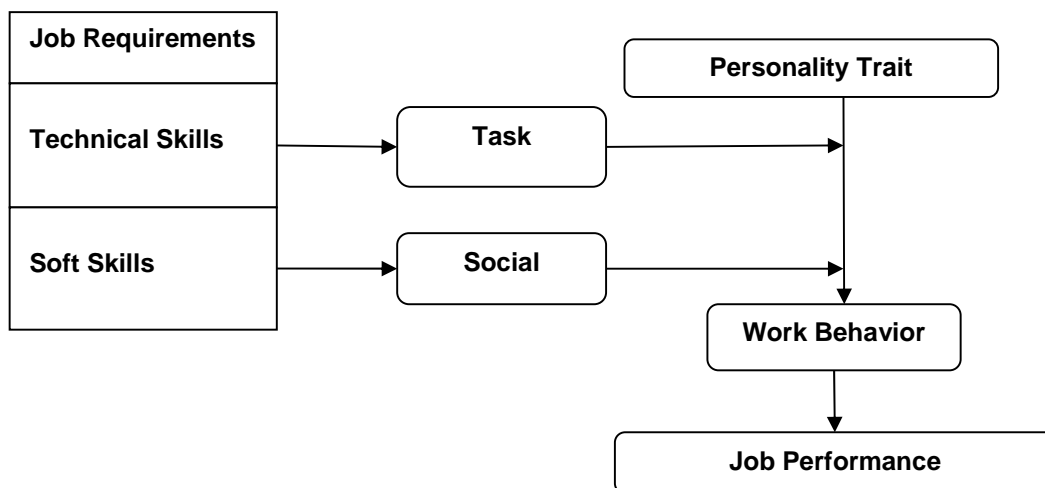 Job Requirements
Personality Trait
Technical Skills
Task
Soft Skills
Social
Work Behavior
Job Performance